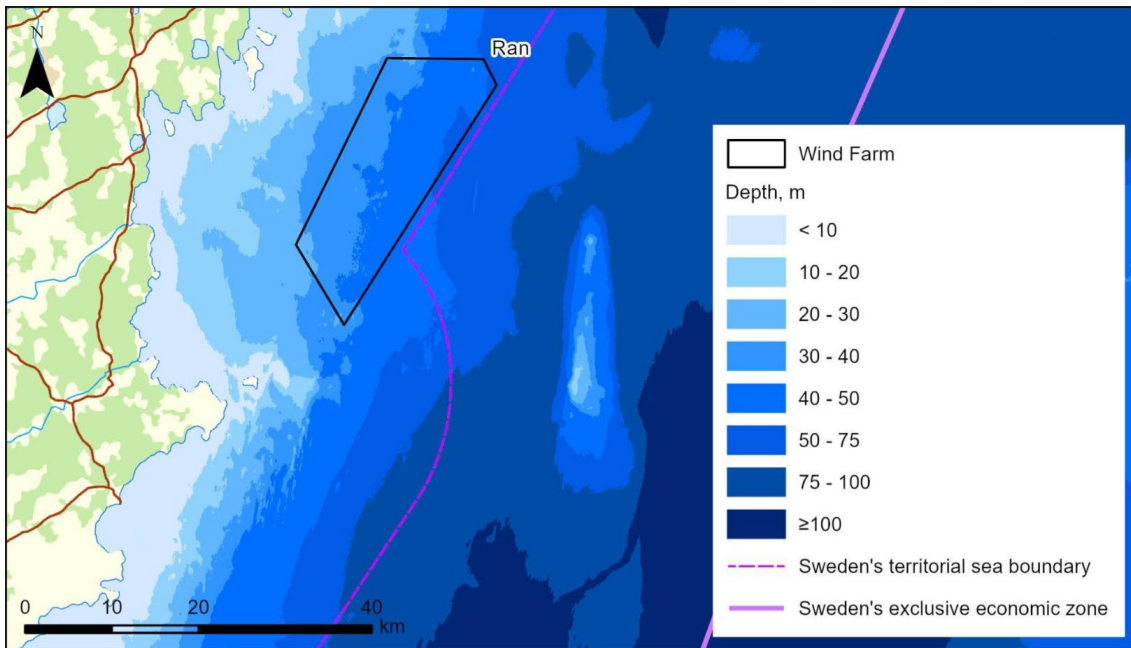 N
Ran
Wind Farm
Depth, m
< 10
10 - 20
20 - 30
30 - 40
40 - 50
50 - 75
75 - 100
≥100
Sweden's territorial sea boundary
Sweden's exclusive economic zone
0 10 20 40
km